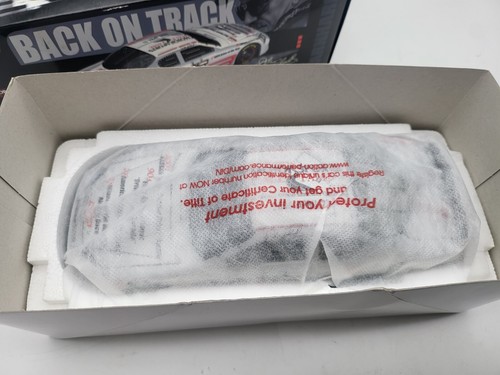 BACK ON TRACK
Protect your investment
and get your Certificate of Title.
Register this car's unique identification number NOW at
www.action-performance.com/DIN